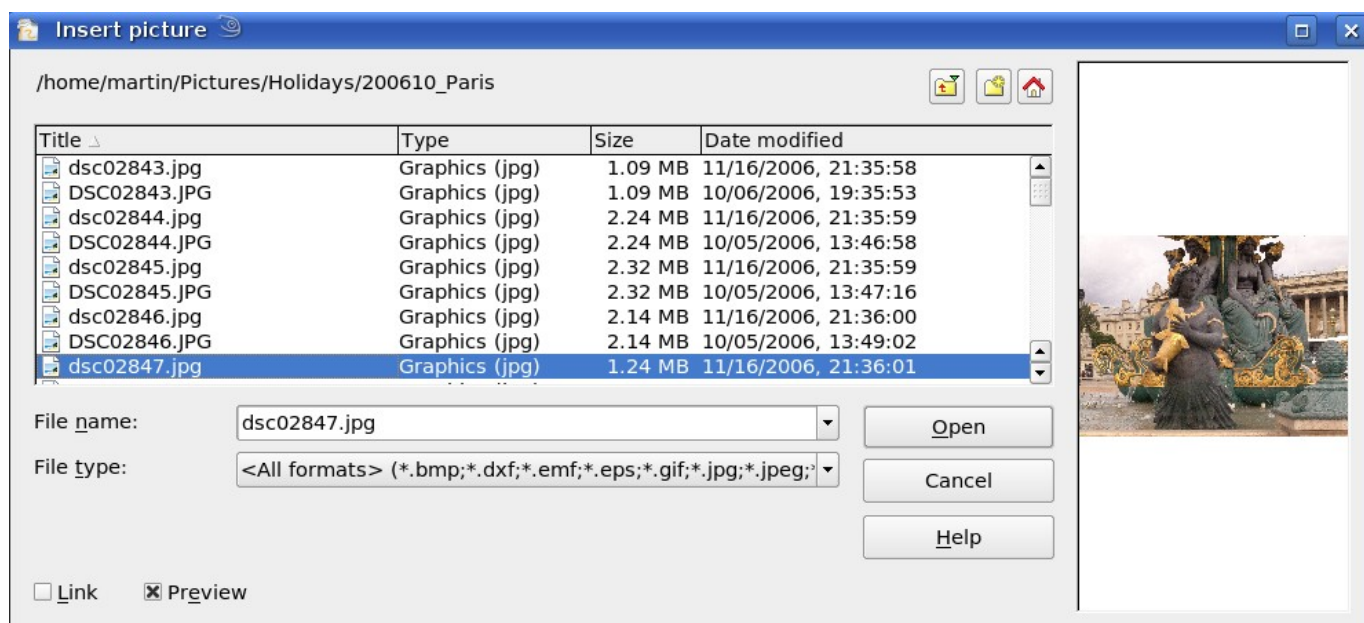 Insert picture
/home/martin/Pictures/Holidays/200610_Paris
Title Type Size Date modified
dsc02843.jpg Graphics (jpg) 1.09 MB 11/16/2006, 21:35:58
DSC02843.JPG Graphics (jpg) 1.09 MB 10/06/2006, 19:35:53
dsc02844.jpg Graphics (jpg) 2.24 MB 11/16/2006, 21:35:59
DSC02844.JPG Graphics (jpg) 2.24 MB 10/05/2006, 13:46:58
dsc02845.jpg Graphics (jpg) 2.32 MB 11/16/2006, 21:35:59
DSC02845.JPG Graphics (jpg) 2.32 MB 10/05/2006, 13:47:16
dsc02846.jpg Graphics (jpg) 2.14 MB 11/16/2006, 21:36:00
DSC02846.JPG Graphics (jpg) 2.14 MB 10/05/2006, 13:49:02
dsc02847.jpg Graphics (jpg) 1.24 MB 11/16/2006, 21:36:01
File name: dsc02847.jpg Open
File type: <All formats> (*.bmp;*.dxf;*.emf;*.eps;*.gif;*.jpg;*.jpeg;
Cancel
Help
Link Preview